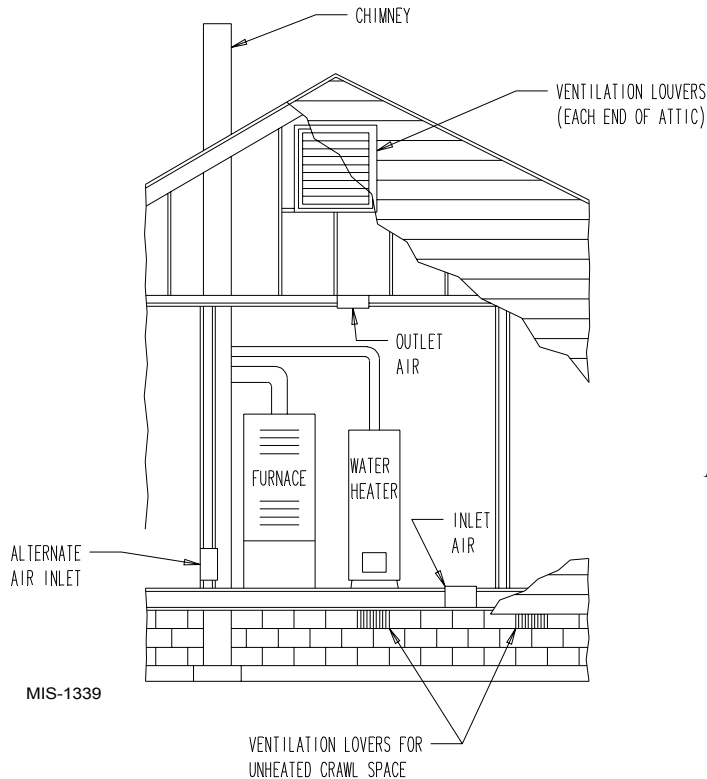 CHIMNEY
VENTILATION LOUVERS
(EACH END OF ATTIC)
OUTLET
AIR
FURNACE
WATER
HEATER
INLET
AIR
ALTERNATE
AIR INLET
MIS-1339
VENTILATION LOVERS FOR
UNHEATED CRAWL SPACE